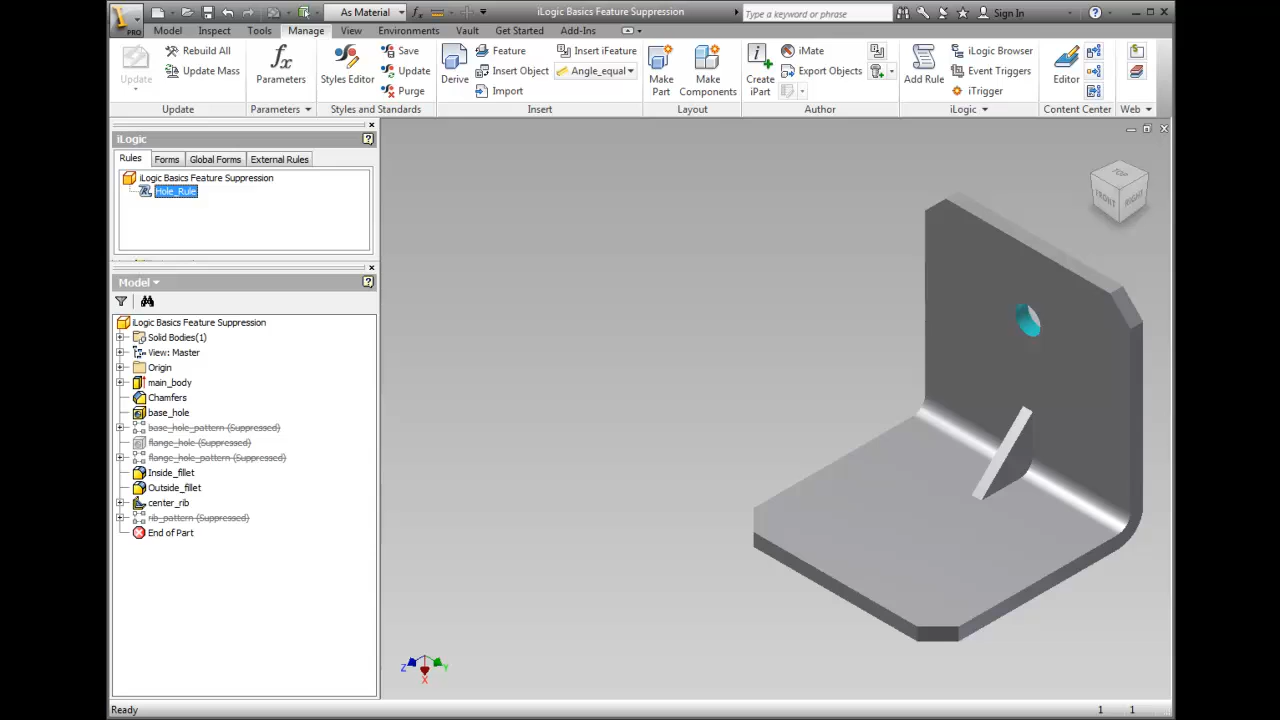 As Material
iLogic Basics Feature Suppression
Type a keyword or phrase
Sign In
PRO
Model Inspect Tools Manage View Environments Vault Get Started Add-Ins
Update
Rebuild All
Update Mass
Update
Parameters
Parameters
Styles Editor
Save
Update
Purge
Styles and Standards
Derive
Feature
Insert Object
Import
Insert iFeature
Angle_equal
Insert
Make Part
Make Components
Layout
Create iPart
iMate
Export Objects
Author
Add Rule
iLogic Browser
Event Triggers
iTrigger
iLogic
Editor
Content Center
Web
iLogic
Rules Forms Global Forms External Rules
iLogic Basics Feature Suppression
Hole_Rule
Model
iLogic Basics Feature Suppression
Solid Bodies(1)
View: Master
Origin
main_body
Chamfers
base_hole
base_hole_pattern (Suppressed)
flange_hole (Suppressed)
flange_hole_pattern (Suppressed)
Inside_fillet
Outside_fillet
center_rib
rib_pattern (Suppressed)
End of Part
TOP
FRONT
RIGHT
Z Y
X
Ready
1 1